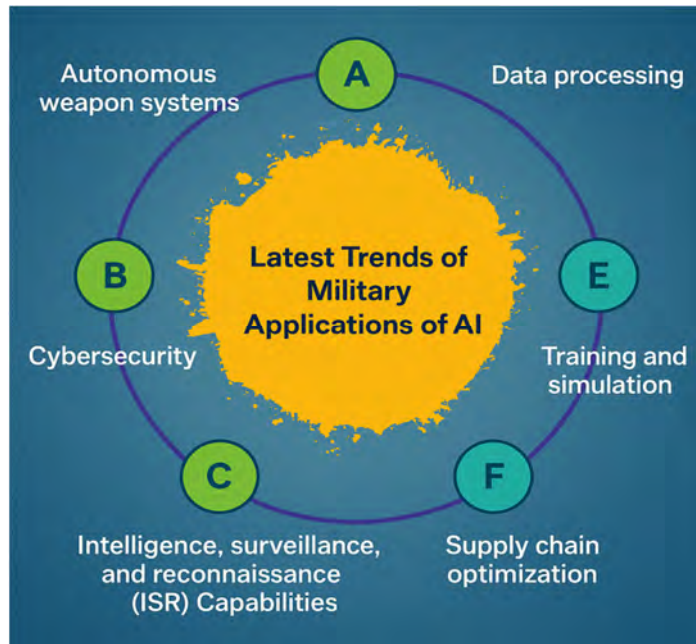 A
Autonomous
weapon systems
Data processing
Latest Trends of
Military
Applications of AI
B
Cybersecurity
E
Training and
simulation
C
Intelligence, surveillance,
and reconnaissance
(ISR) Capabilities
F
Supply chain
optimization